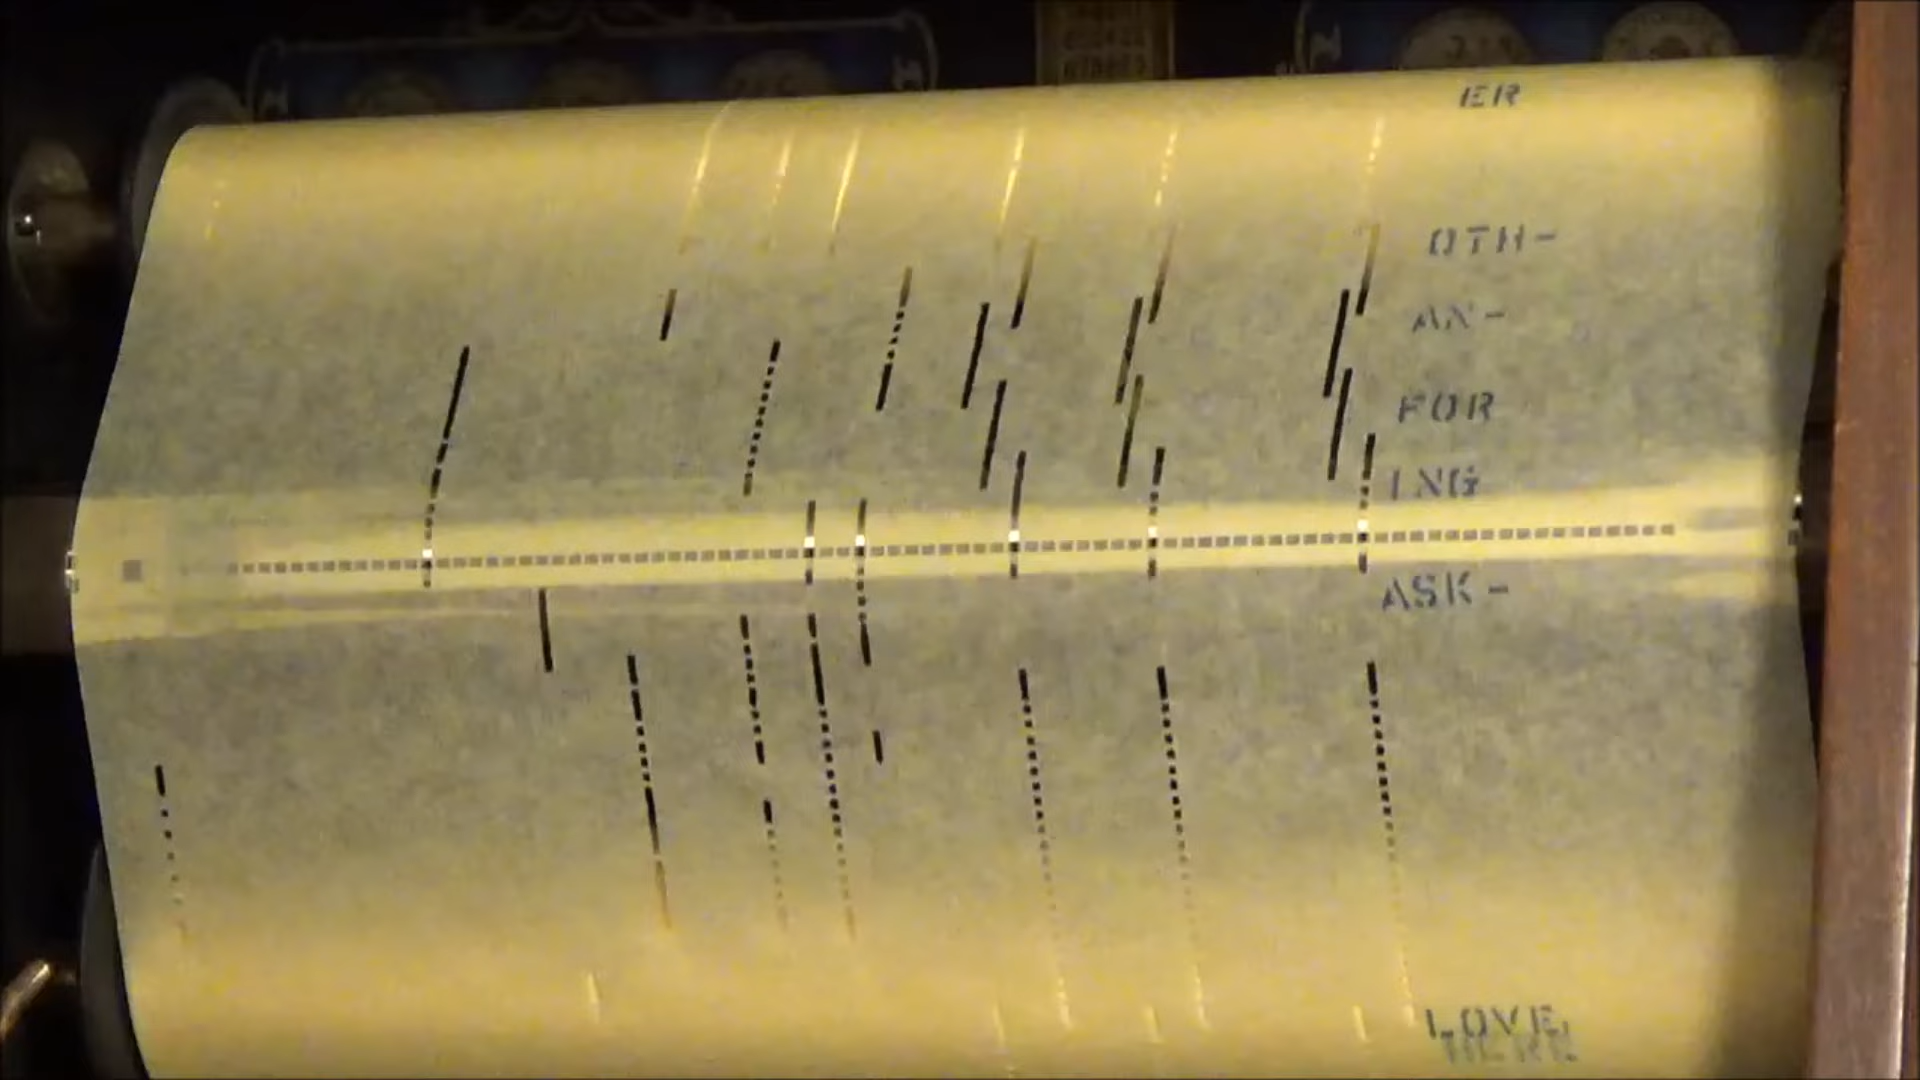 ER
OTH-
AN-
FOR
ING
ASK-
LOVE